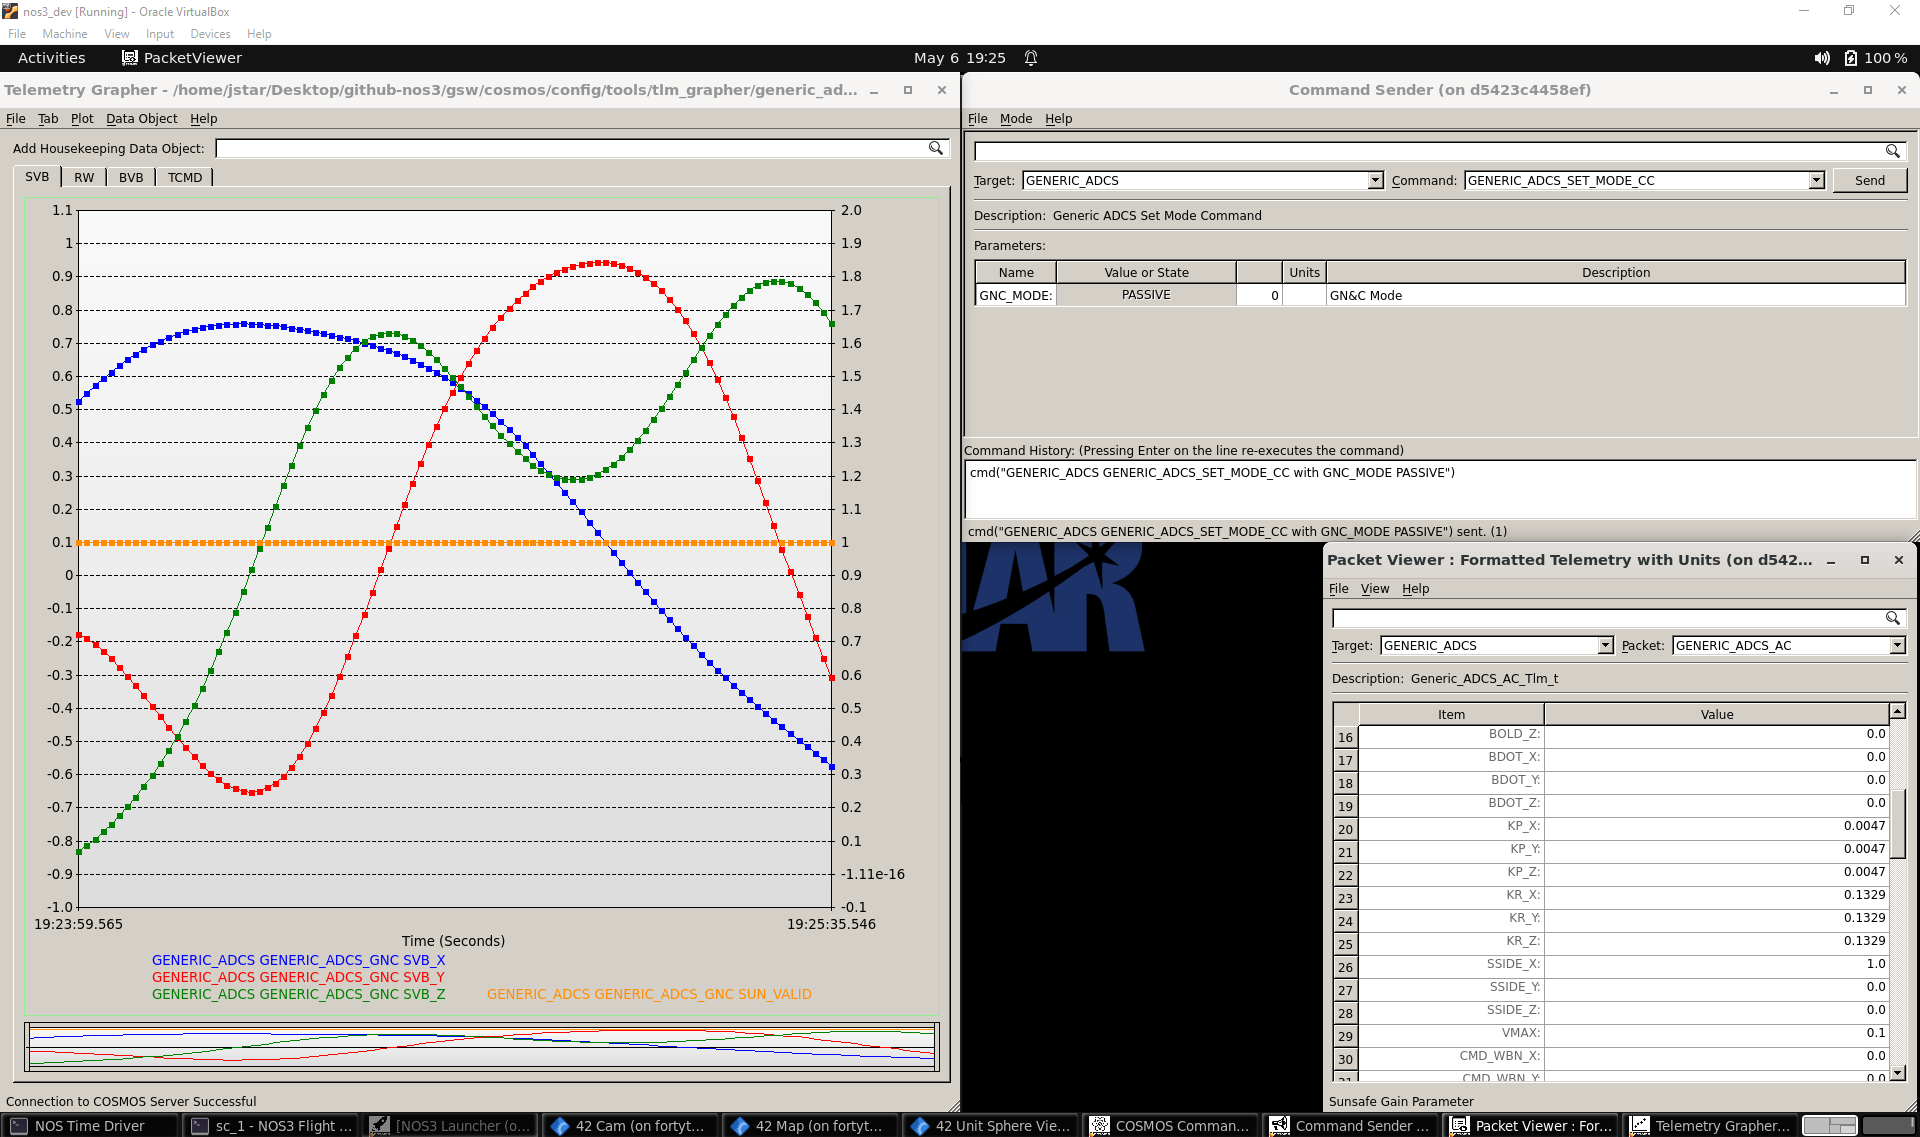 nos3_dev [Running] - Oracle VirtualBox
File Machine View Input Devices Help
Activities PacketViewer May 6 19:25 100 %
Telemetry Grapher - /home/jstar/Desktop/github-nos3/gsw/cosmos/config/tools/tlm_grapher/generic_ad...
File Tab Plot Data Object Help
Add Housekeeping Data Object:
SVB RW BVB TCMD
1.1 2.0
1 1.9
0.9 1.8
0.8 1.7
0.7 1.6
0.6 1.5
0.5 1.4
0.4 1.3
0.3 1.2
0.2 1.1
0.1 1
0 0.9
-0.1 0.8
-0.2 0.7
-0.3 0.6
-0.4 0.5
-0.5 0.4
-0.6 0.3
-0.7 0.2
-0.8 0.1
-0.9 -1.11e-16
-1.0 -0.1
19:23:59.565 19:25:35.546
Time (Seconds)
GENERIC_ADCS GENERIC_ADCS_GNC SVB_X
GENERIC_ADCS GENERIC_ADCS_GNC SVB_Y
GENERIC_ADCS GENERIC_ADCS_GNC SVB_Z GENERIC_ADCS GENERIC_ADCS_GNC SUN_VALID
Connection to COSMOS Server Successful
Command Sender (on d5423c4458ef)
File Mode Help
Target: GENERIC_ADCS Command: GENERIC_ADCS_SET_MODE_CC Send
Description: Generic ADCS Set Mode Command
Parameters:
Name Value or State Units Description
GNC_MODE: PASSIVE 0 GN&C Mode
Command History: (Pressing Enter on the line re-executes the command)
cmd("GENERIC_ADCS GENERIC_ADCS_SET_MODE_CC with GNC_MODE PASSIVE")
cmd("GENERIC_ADCS GENERIC_ADCS_SET_MODE_CC with GNC_MODE PASSIVE") sent. (1)
AR
Packet Viewer : Formatted Telemetry with Units (on d542...
File View Help
Target: GENERIC_ADCS Packet: GENERIC_ADCS_AC
Description: Generic_ADCS_AC_Tlm_t
Item Value
16 BOLD_Z: 0.0
17 BDOT_X: 0.0
18 BDOT_Y: 0.0
19 BDOT_Z: 0.0
20 KP_X: 0.0047
21 KP_Y: 0.0047
22 KP_Z: 0.0047
23 KR_X: 0.1329
24 KR_Y: 0.1329
25 KR_Z: 0.1329
26 SSIDE_X: 1.0
27 SSIDE_Y: 0.0
28 SSIDE_Z: 0.0
29 VMAX: 0.1
30 CMD_WBN_X: 0.0
31 CMD_WBN_Y: 0.0
Sunsafe Gain Parameter
NOS Time Driver sc_1 - NOS3 Flight ... [NOS3 Launcher (o... 42 Cam (on fortyt... 42 Map (on fortyt... 42 Unit Sphere Vie... COSMOS Comman... Command Sender ... Packet Viewer : For... Telemetry Grapher...